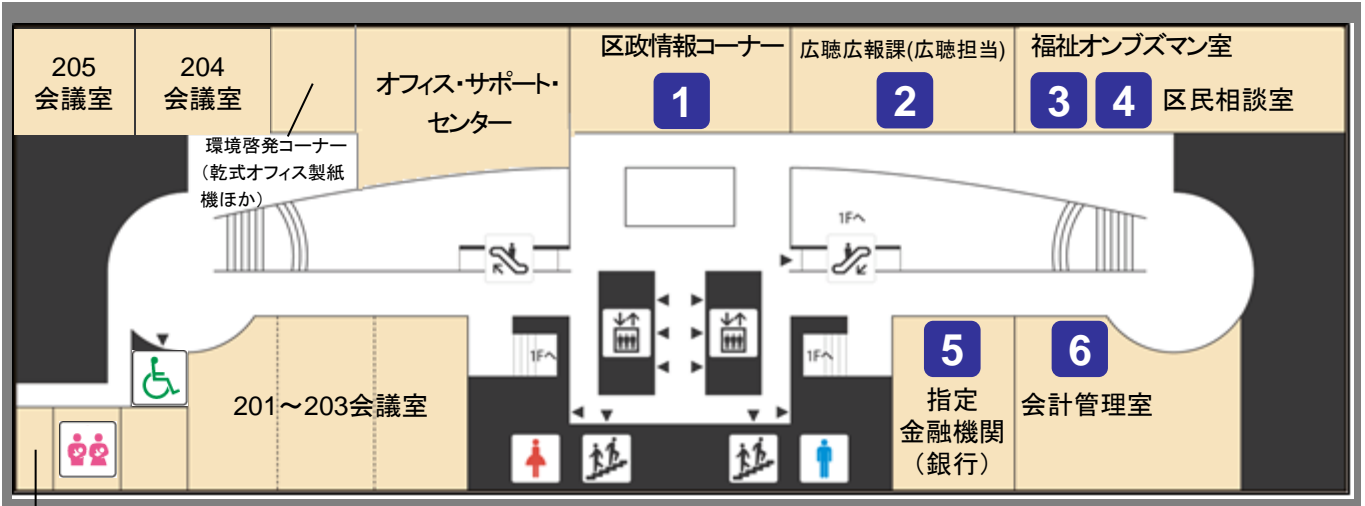 205
会議室
204
会議室
オフィス・サポート・
センター
区政情報コーナー
1
広聴広報課(広聴担当)
2
福祉オンブズマン室
3 4 区民相談室
環境啓発コーナー
（乾式オフィス製紙
機ほか）
1Fへ
1Fへ
1Fへ
201～203会議室
5
指定
金融機関
（銀行）
6
会計管理室